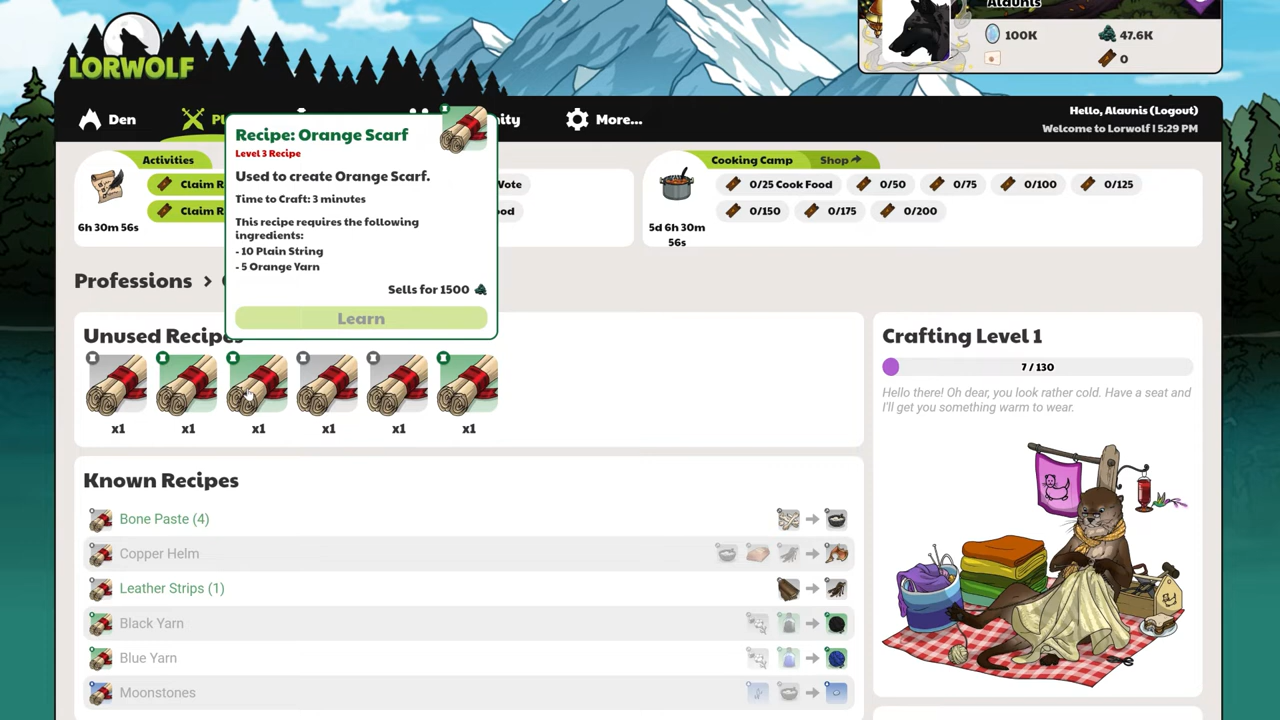 Alaunis
100K
47.6K
0
LORWOLF
Den
Pl
nity
More...
Hello, Alaunis (Logout)
Welcome to Lorwolf | 5:29 PM
Activities
Claim R
Vote
Claim R
ood
6h 30m 56s
Cooking Camp
Shop
0/25 Cook Food
0/50
0/75
0/100
0/125
0/150
0/175
0/200
5d 6h 30m
56s
Recipe: Orange Scarf
Level 3 Recipe
Used to create Orange Scarf.
Time to Craft: 3 minutes
This recipe requires the following
ingredients:
- 10 Plain String
- 5 Orange Yarn
Sells for 1500
Learn
Professions >
Unused Recipes
x1
x1
x1
x1
x1
x1
Crafting Level 1
7 / 130
Hello there! Oh dear, you look rather cold. Have a seat and
I'll get you something warm to wear.
Known Recipes
Bone Paste (4)
Copper Helm
Leather Strips (1)
Black Yarn
Blue Yarn
Moonstones